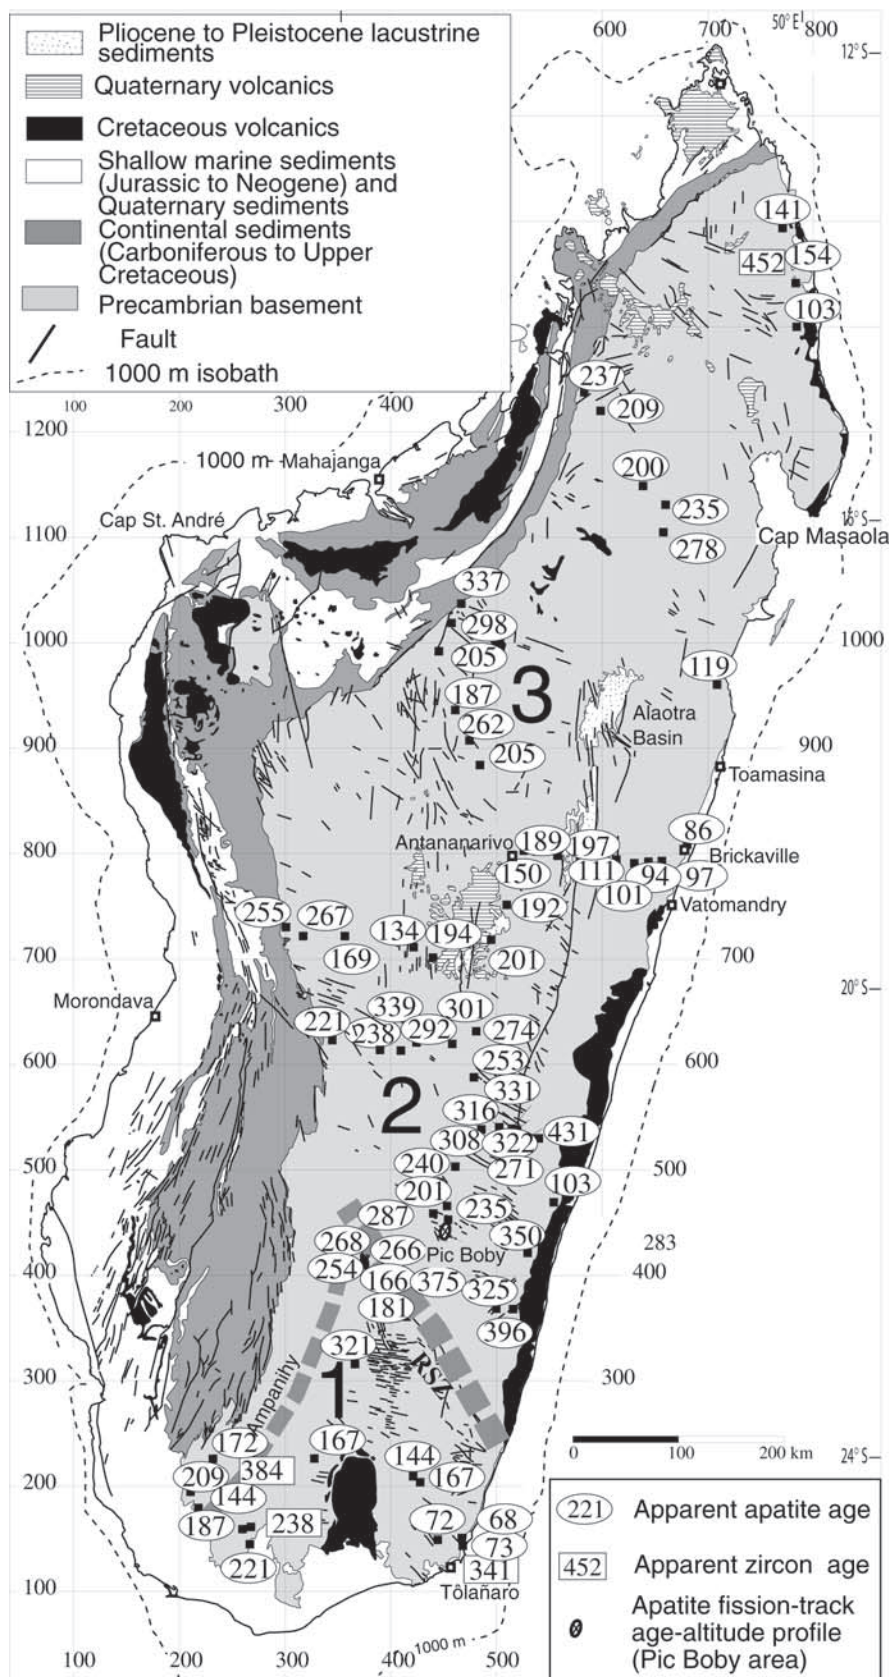 Pliocene to Pleistocene lacustrine
sediments
Quaternary volcanics
Cretaceous volcanics
Shallow marine sediments
(Jurassic to Neogene) and
Quaternary sediments
Continental sediments
(Carboniferous to Upper
Cretaceous)
Precambrian basement
Fault
1000 m isobath
600 700 50° E 800
12° S
100 200 300 400
141
154
452
103
237
209
1200
1000 m
Mahajanga
200
235
Cap St. André
1100
278
Cap Masaola
337
298
1000 1000
205
119
187
3
262
Alaotra
Basin
205
900 900
Toamasina
86
800
Antananarivo
189 197
Brickaville
150 111 94 97
101
192
Vatomandry
255 267
134 194
169 201
700 700
20° S
Morondava
339 301
221 238 292 274
253
600 600
331
2
316
308 322 431
240 271
500 500
103
201
287 235
350
268 266
Pic Boby
283
254
400 400
166 375 325
181
396
321
RSZ
Ampanihy
1
300 300
0 100 200 km
172 167
384 144
24° S
209 167
200
144
187 238 72 68
73
221 341
100
Tôlañaro
1000 m
100 200 300 400 500
221 Apparent apatite age
452 Apparent zircon age
Apatite fission-track
age-altitude profile
(Pic Boby area)